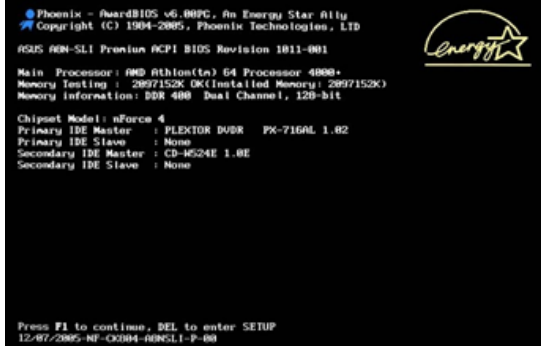 Phoenix - AwardBIOS v6.00PG, An Energy Star Ally
Copyright (C) 1984-2005, Phoenix Technologies, LTD
energy
ASUS A8N-SLI Premium ACPI BIOS Revision 1011-001
Main Processor : AMD Athlon(tm) 64 Processor 4000+
Memory Testing : 2097152K OK(Installed Memory: 2097152K)
Memory information: DDR 400 Dual Channel, 128-bit
Chipset Model: nForce 4
Primary IDE Master : PLEXTOR DVDR PX-716AL 1.02
Primary IDE Slave : None
Secondary IDE Master : CD-W524E 1.0E
Secondary IDE Slave : None
Press F1 to continue, DEL to enter SETUP
12/07/2005-NF-CK804-A8NSLI-P-00